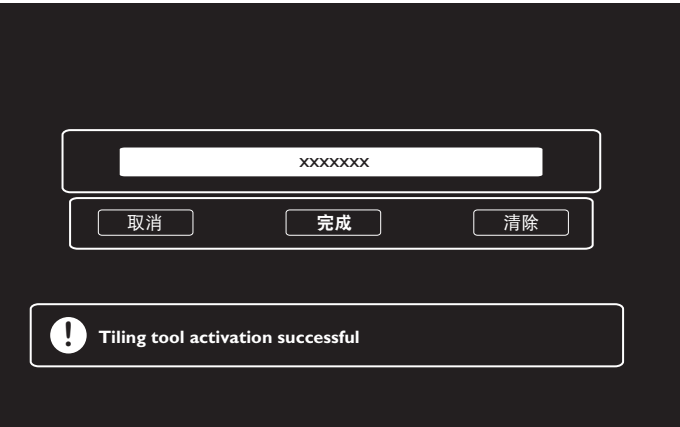 xxxxxxx
取消 完成 清除
Tiling tool activation successful